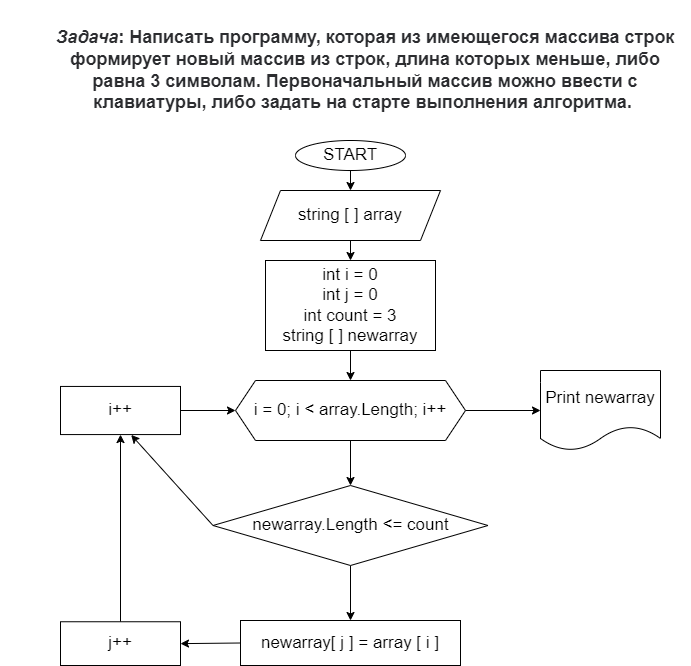 Задача: Написать программу, которая из имеющегося массива строк
формирует новый массив из строк, длина которых меньше, либо
равна 3 символам. Первоначальный массив можно ввести с
клавиатуры, либо задать на старте выполнения алгоритма.
START
string [ ] array
int i = 0
int j = 0
int count = 3
string [ ] newarray
i++
i = 0; i < array.Length; i++
Print newarray
newarray.Length <= count
j++
newarray[ j ] = array [ i ]